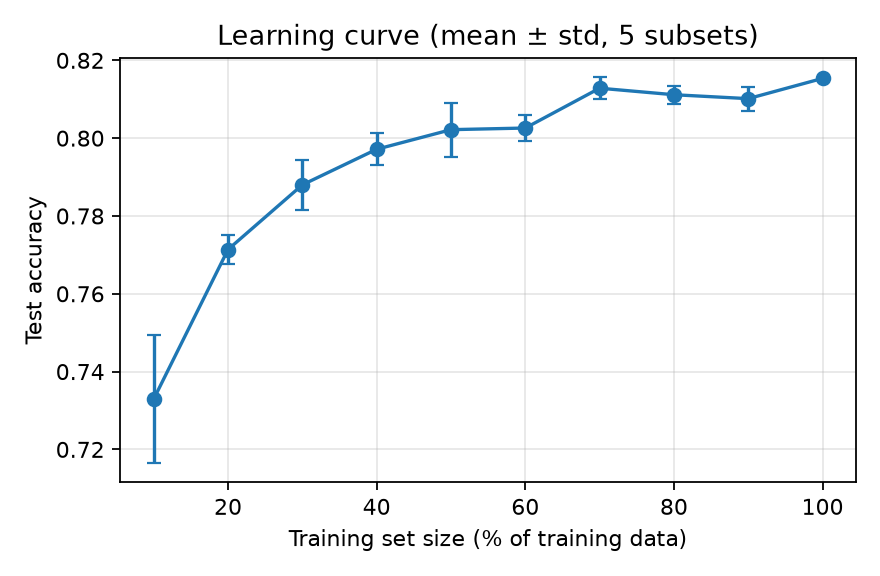 Learning curve (mean ± std, 5 subsets)
0.82
0.80
0.78
0.76
0.74
0.72
Test accuracy
20 40 60 80 100
Training set size (% of training data)